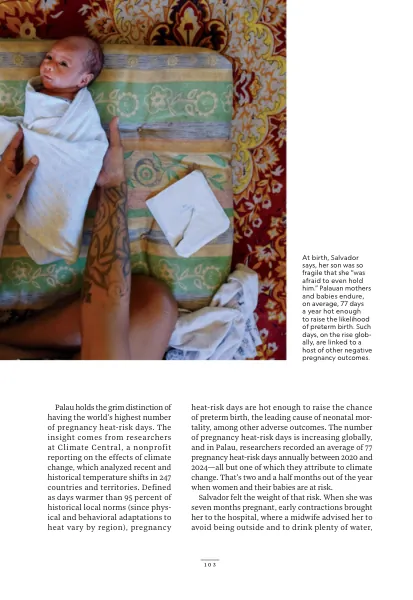 At birth, Salvador
says, her son was so
fragile that she “was
afraid to even hold
him.” Palauan mothers
and babies endure,
on average, 77 days
a year hot enough
to raise the likelihood
of preterm birth. Such
days, on the rise glob-
ally, are linked to a
host of other negative
pregnancy outcomes.
Palau holds the grim distinction of
having the world’s highest number
of pregnancy heat-risk days. The
insight comes from researchers
at Climate Central, a nonprofit
reporting on the effects of climate
change, which analyzed recent and
historical temperature shifts in 247
countries and territories. Defined
as days warmer than 95 percent of
historical local norms (since phys-
ical and behavioral adaptations to
heat vary by region), pregnancy
heat-risk days are hot enough to raise the chance
of preterm birth, the leading cause of neonatal mor-
tality, among other adverse outcomes. The number
of pregnancy heat-risk days is increasing globally,
and in Palau, researchers recorded an average of 77
pregnancy heat-risk days annually between 2020 and
2024—all but one of which they attribute to climate
change. That’s two and a half months out of the year
when women and their babies are at risk.
Salvador felt the weight of that risk. When she was
seven months pregnant, early contractions brought
her to the hospital, where a midwife advised her to
avoid being outside and to drink plenty of water,
103